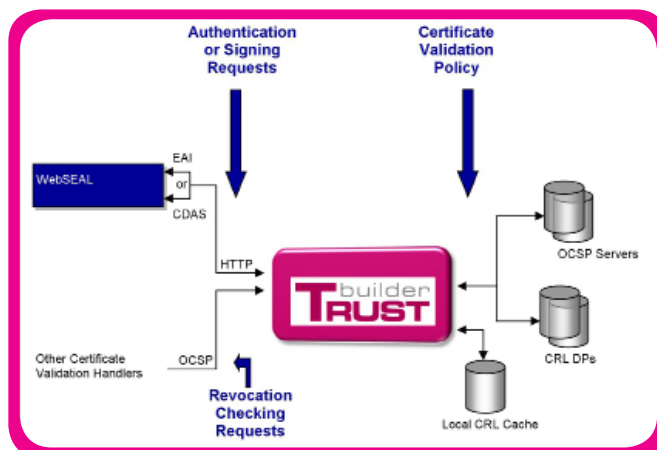 Authentication
or Signing
Requests
Certificate
Validation
Policy
EAI
WebSEAL
or
CDAS
HTTP
builder
TRUST
OCSP Servers
Other Certificate
Validation Handlers
OCSP
CRL DPs
Revocation
Checking
Requests
Local CRL Cache